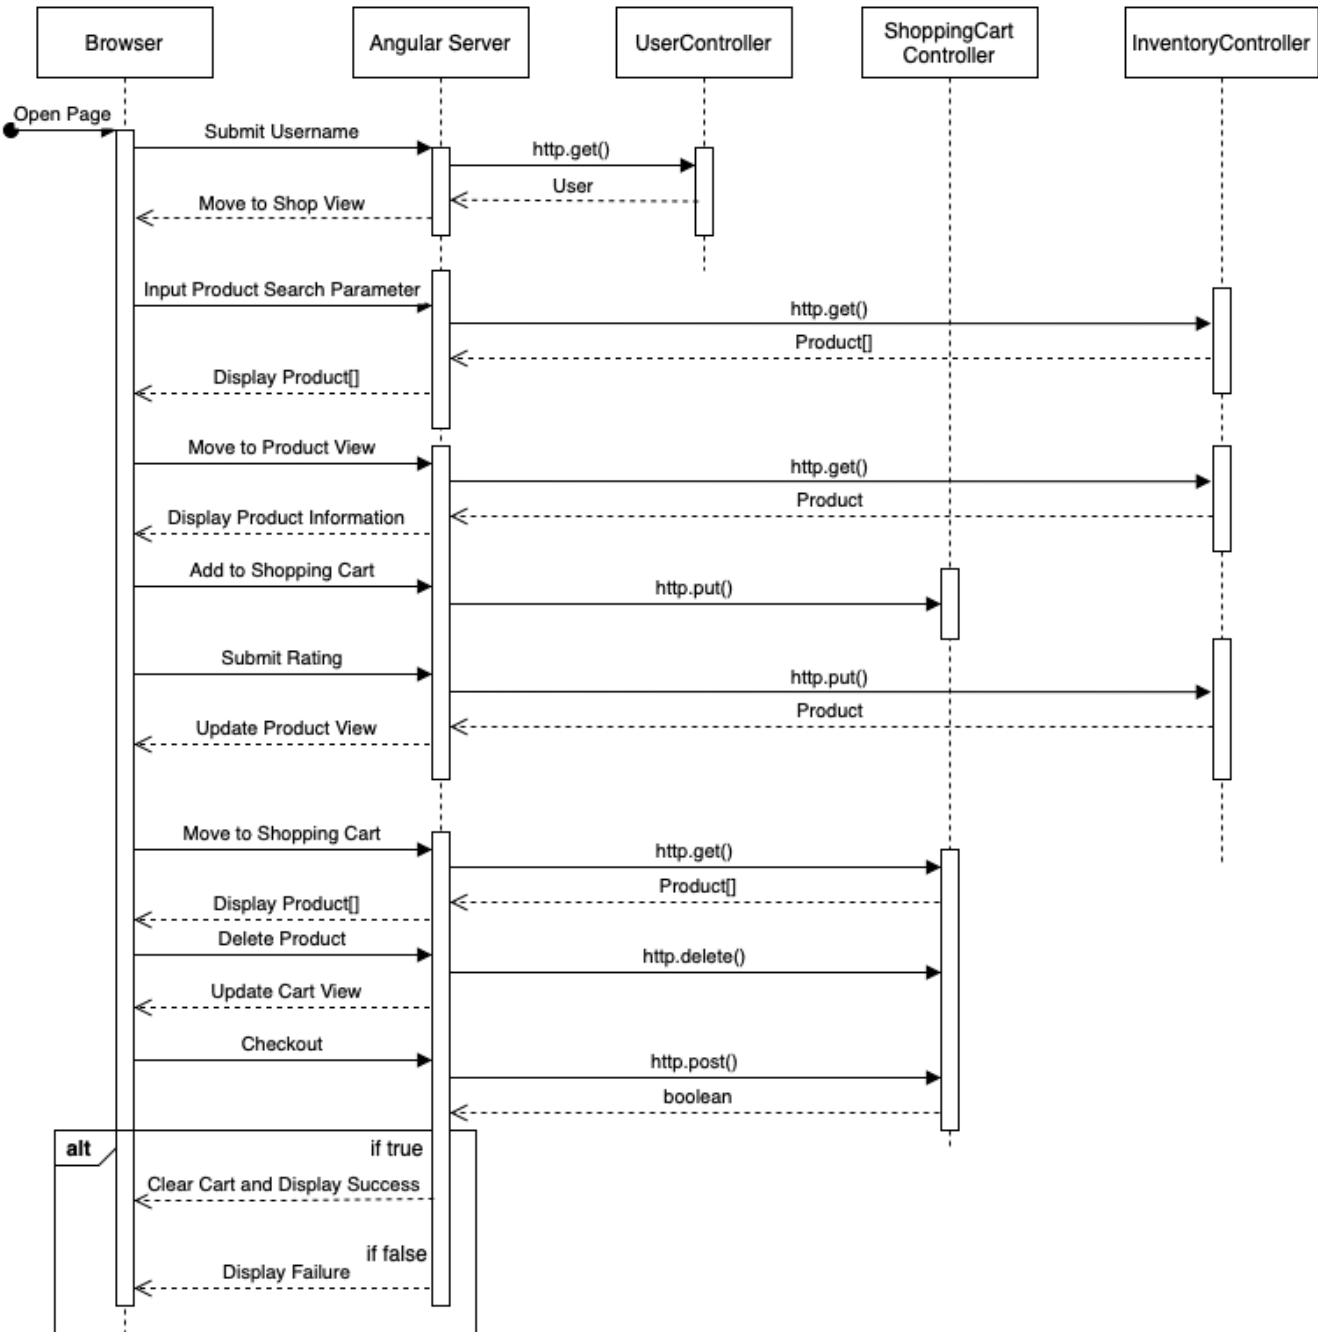 Browser
Angular Server
UserController
ShoppingCart
Controller
InventoryController
Open Page
Submit Username
http.get()
User
Move to Shop View
Input Product Search Parameter
http.get()
Product[]
Display Product[]
Move to Product View
http.get()
Product
Display Product Information
Add to Shopping Cart
http.put()
Submit Rating
http.put()
Product
Update Product View
Move to Shopping Cart
http.get()
Product[]
Display Product[]
Delete Product
http.delete()
Update Cart View
Checkout
http.post()
boolean
alt
if true
Clear Cart and Display Success
if false
Display Failure